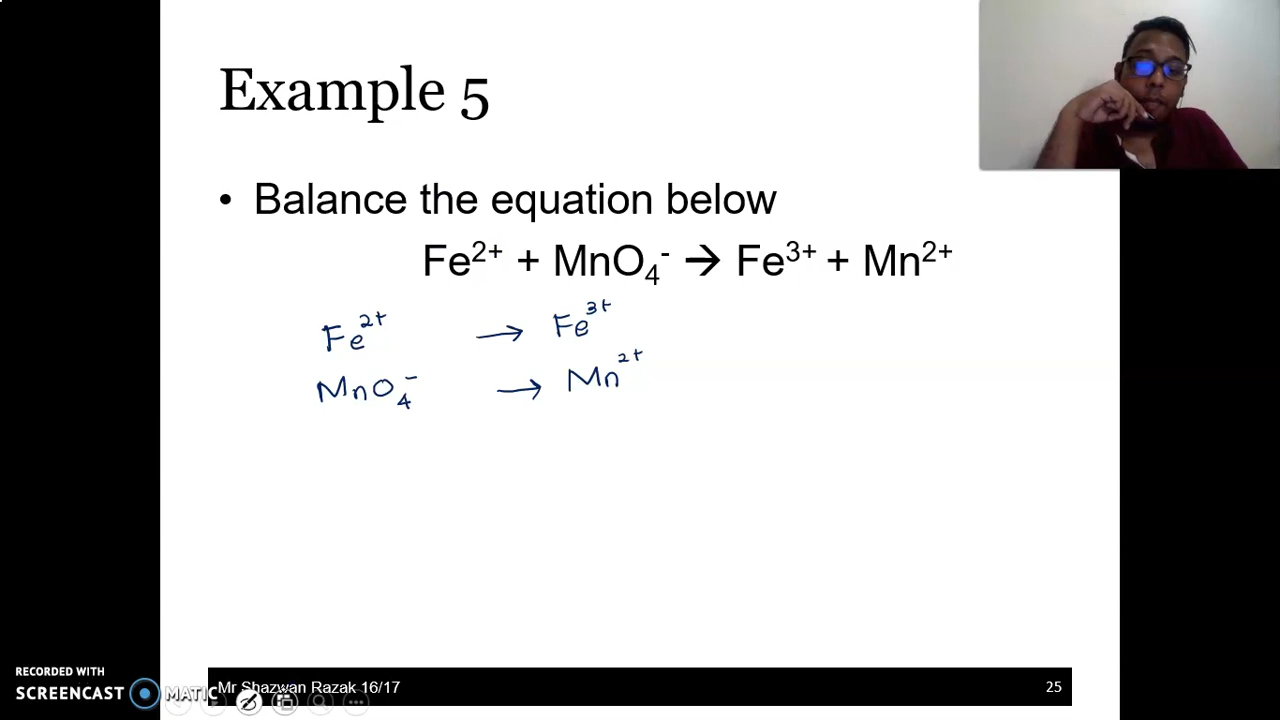 Example 5
• Balance the equation below
Fe²⁺ + MnO₄⁻ → Fe³⁺ + Mn²⁺
Fe²⁺ → Fe³⁺
MnO₄⁻ → Mn²⁺
RECORDED WITH
SCREENCAST MATIC
Mr Shazwan Razak 16/17
25